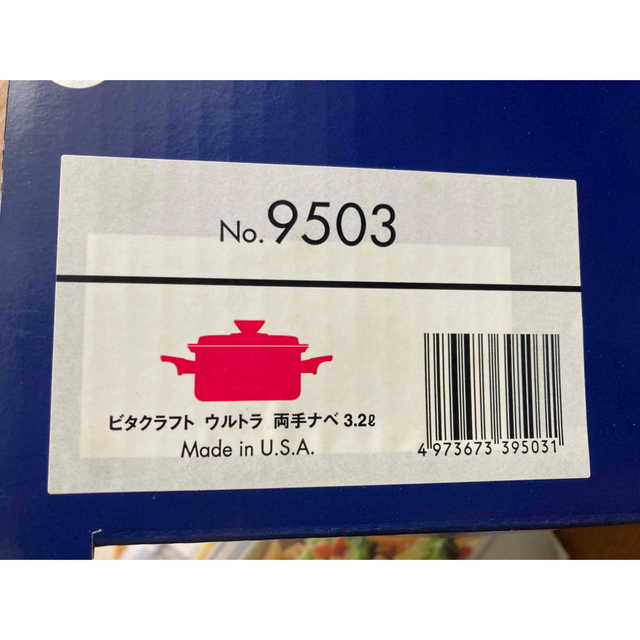 No. 9503
ビタクラフト ウルトラ 両手ナベ 3.2ℓ
Made in U.S.A.
4 973673 395031